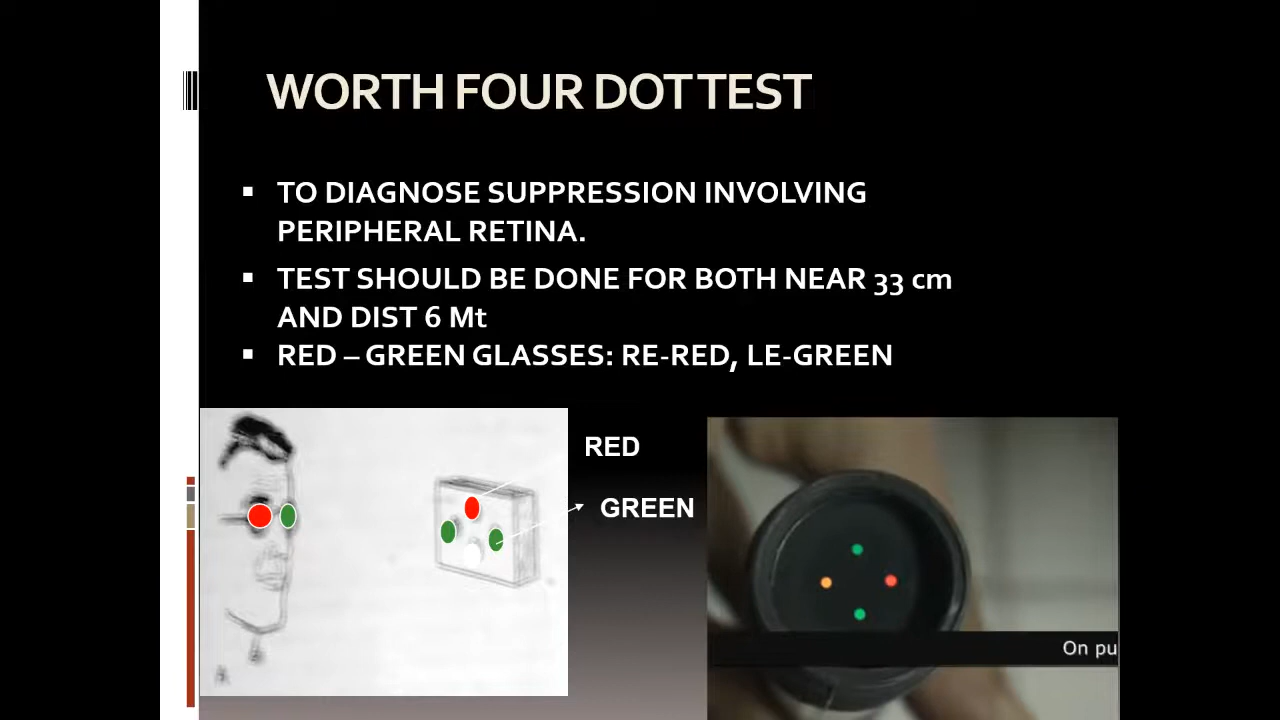 WORTH FOUR DOT TEST
TO DIAGNOSE SUPPRESSION INVOLVING
PERIPHERAL RETINA.
TEST SHOULD BE DONE FOR BOTH NEAR 33 cm
AND DIST 6 Mt
RED – GREEN GLASSES: RE-RED, LE-GREEN
RED
GREEN
On pu